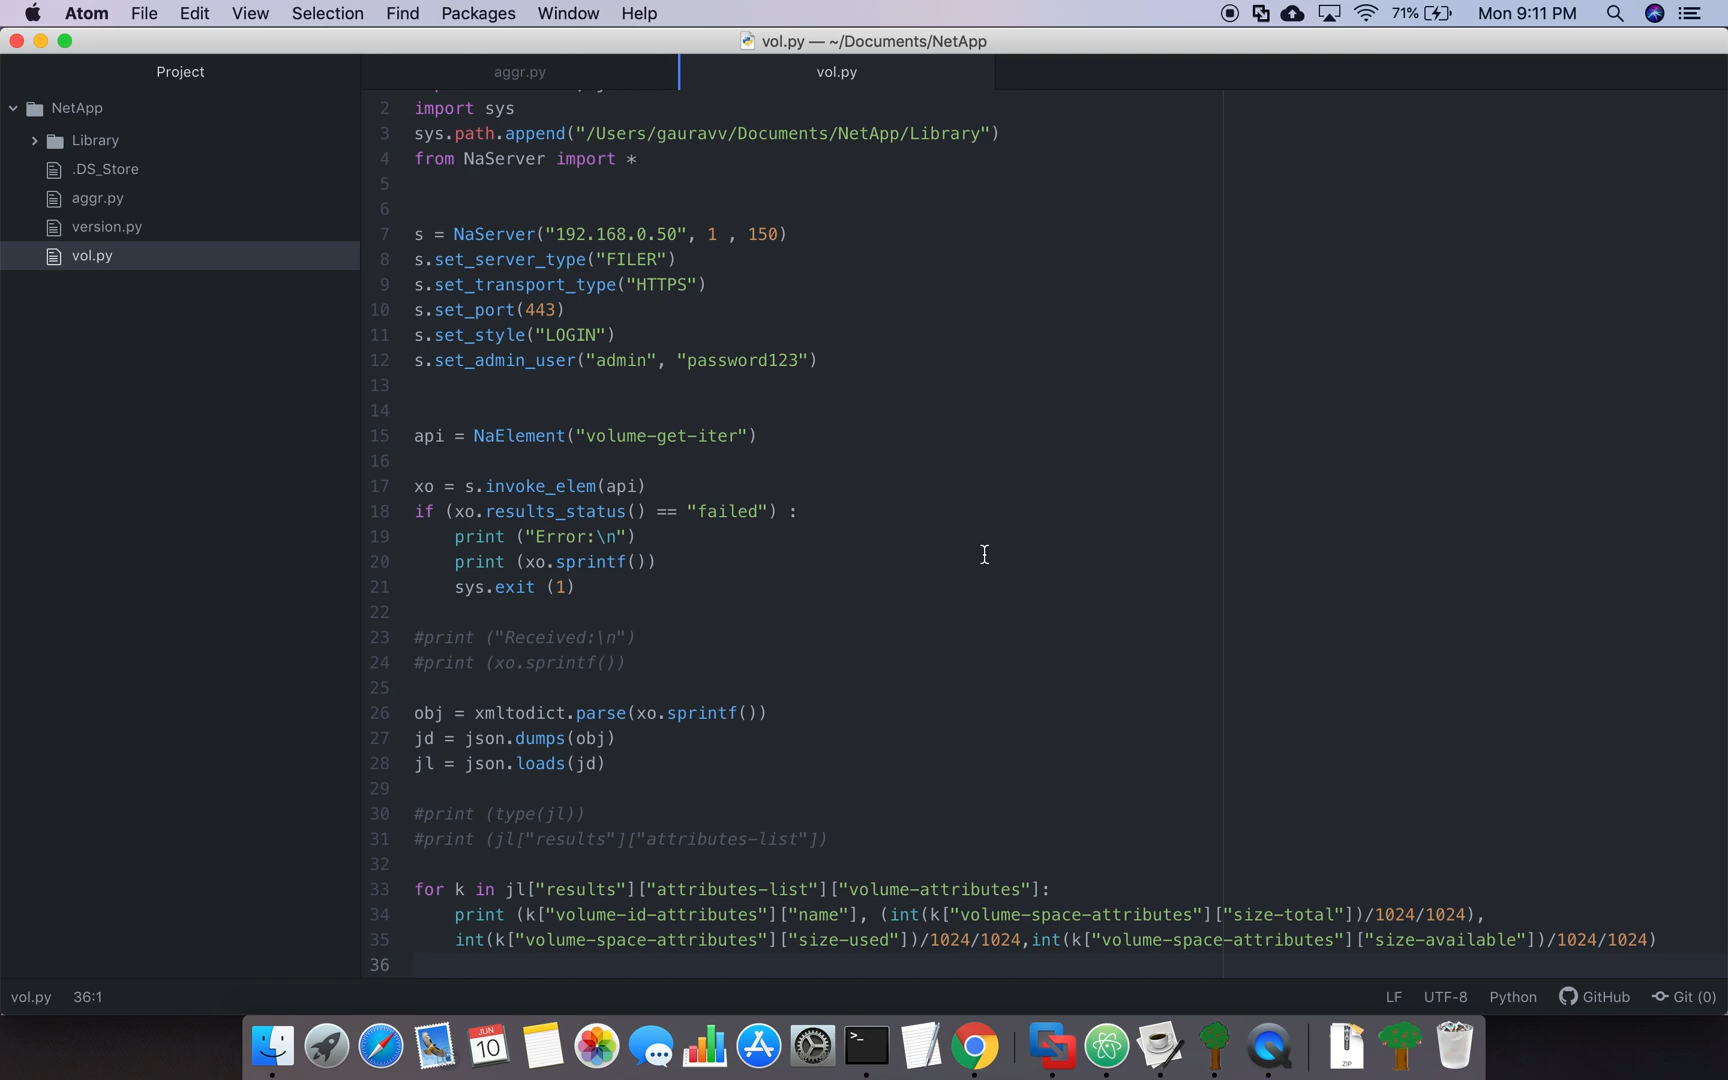 Atom File Edit View Selection Find Packages Window Help 71% Mon 9:11 PM
vol.py — ~/Documents/NetApp
Project aggr.py vol.py
NetApp
Library
.DS_Store
aggr.py
version.py
vol.py
2 import sys
3 sys.path.append("/Users/gauravv/Documents/NetApp/Library")
4 from NaServer import *
5
6
7 s = NaServer("192.168.0.50", 1 , 150)
8 s.set_server_type("FILER")
9 s.set_transport_type("HTTPS")
10 s.set_port(443)
11 s.set_style("LOGIN")
12 s.set_admin_user("admin", "password123")
13
14
15 api = NaElement("volume-get-iter")
16
17 xo = s.invoke_elem(api)
18 if (xo.results_status() == "failed") :
19 print ("Error:\n")
20 print (xo.sprintf())
21 sys.exit (1)
22
23 #print ("Received:\n")
24 #print (xo.sprintf())
25
26 obj = xmltodict.parse(xo.sprintf())
27 jd = json.dumps(obj)
28 jl = json.loads(jd)
29
30 #print (type(jl))
31 #print (jl["results"]["attributes-list"])
32
33 for k in jl["results"]["attributes-list"]["volume-attributes"]:
34 print (k["volume-id-attributes"]["name"], (int(k["volume-space-attributes"]["size-total"])/1024/1024),
35 int(k["volume-space-attributes"]["size-used"])/1024/1024,int(k["volume-space-attributes"]["size-available"])/1024/1024)
36
vol.py 36:1 LF UTF-8 Python GitHub Git (0)
JUN
10
ZIP